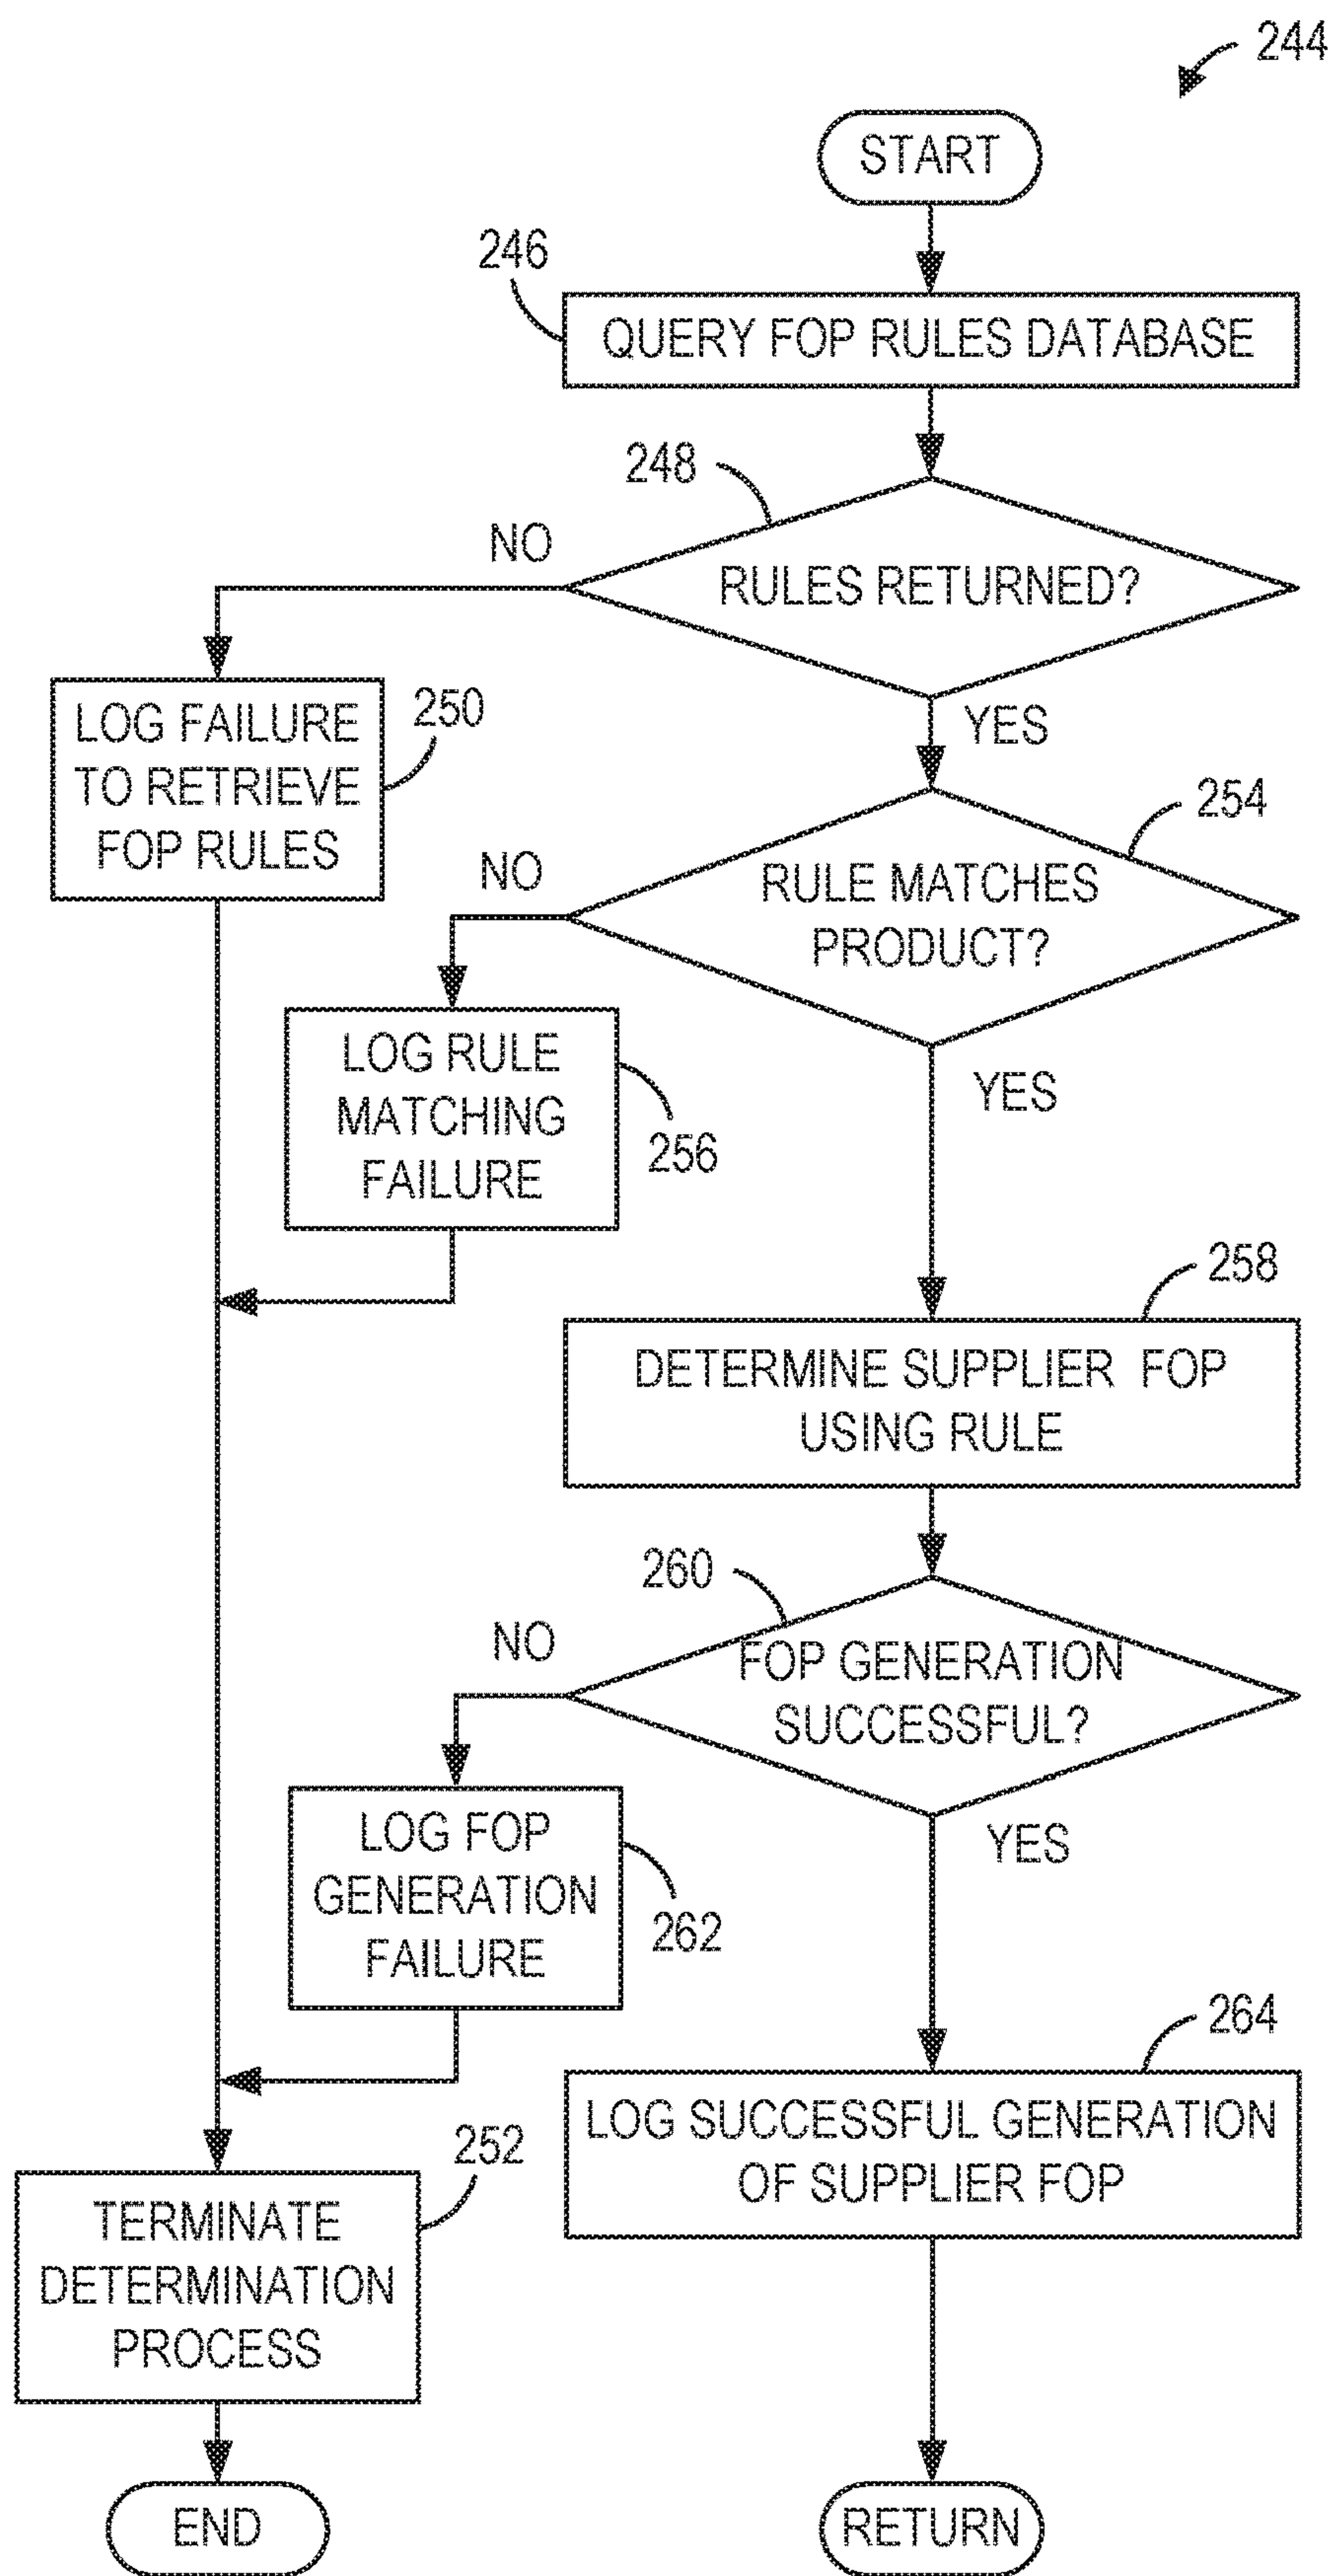 244
START
246
QUERY FOP RULES DATABASE
248
NO
RULES RETURNED?
YES
LOG FAILURE
TO RETRIEVE
FOP RULES
250
254
NO
RULE MATCHES
PRODUCT?
YES
LOG RULE
MATCHING
FAILURE
256
258
DETERMINE SUPPLIER FOP
USING RULE
260
NO
FOP GENERATION
SUCCESSFUL?
YES
LOG FOP
GENERATION
FAILURE
262
264
LOG SUCCESSFUL GENERATION
OF SUPPLIER FOP
252
TERMINATE
DETERMINATION
PROCESS
END
RETURN